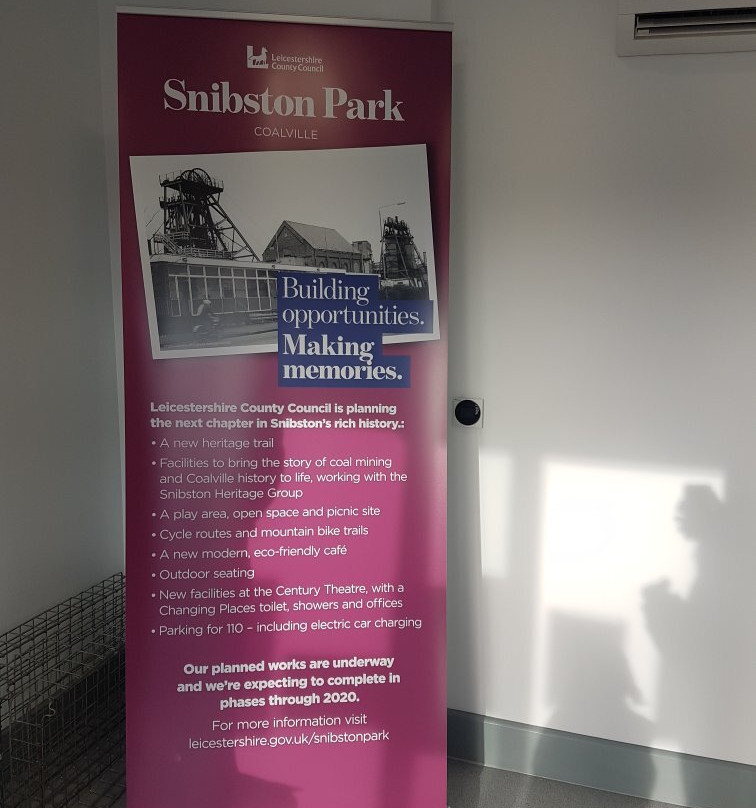 Leicestershire
County Council
Snibston Park
COALVILLE
Building
opportunities.
Making
memories.
Leicestershire County Council is planning
the next chapter in Snibston's rich history.:
• A new heritage trail
• Facilities to bring the story of coal mining
and Coalville history to life, working with the
Snibston Heritage Group
• A play area, open space and picnic site
• Cycle routes and mountain bike trails
• A new modern, eco-friendly café
• Outdoor seating
• New facilities at the Century Theatre, with a
Changing Places toilet, showers and offices
• Parking for 110 – including electric car charging
Our planned works are underway
and we're expecting to complete in
phases through 2020.
For more information visit
leicestershire.gov.uk/snibstonpark